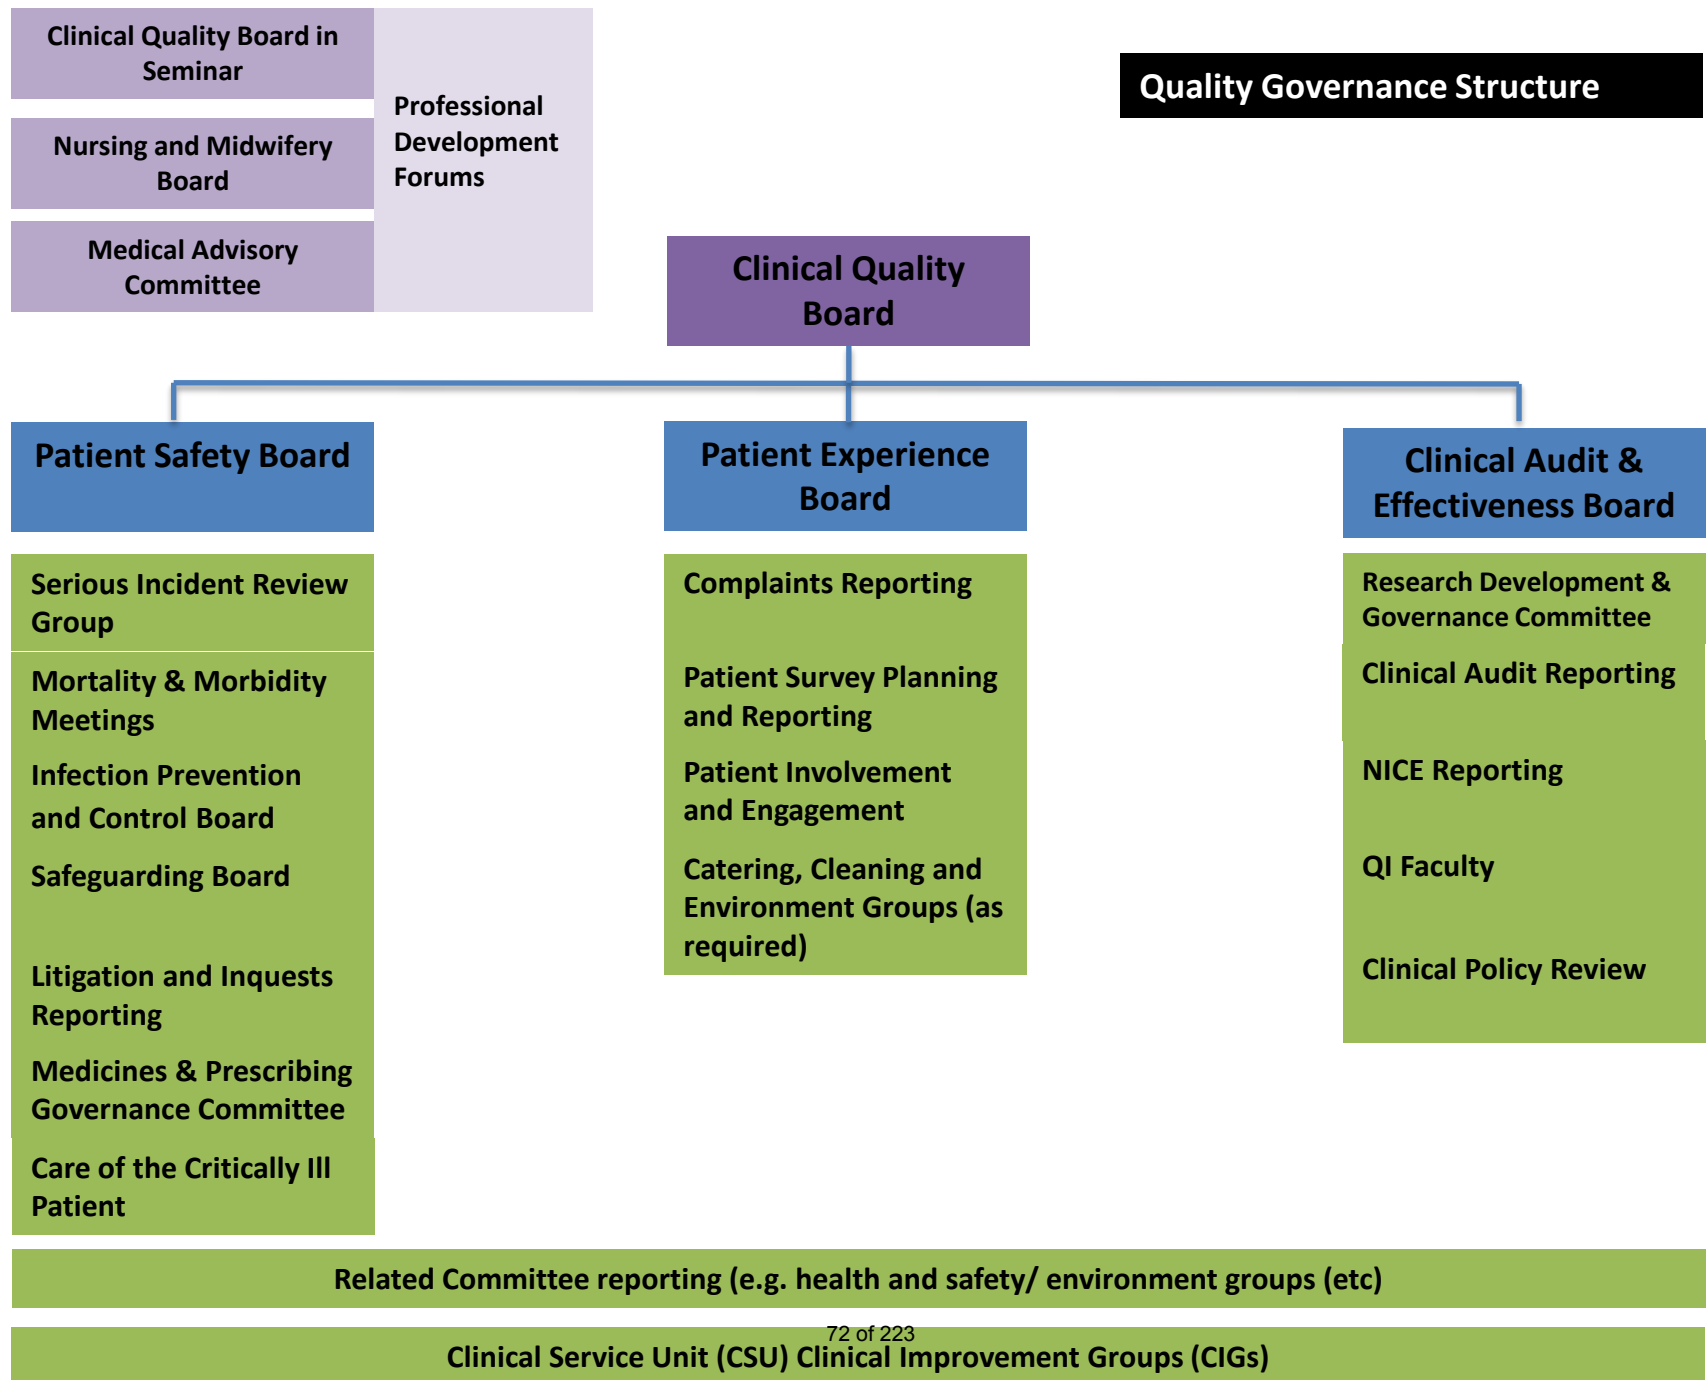 Clinical Quality Board in
Seminar
Nursing and Midwifery
Board
Medical Advisory
Committee
Professional
Development
Forums
Quality Governance Structure
Clinical Quality
Board
Patient Safety Board
Patient Experience
Board
Clinical Audit &
Effectiveness Board
Serious Incident Review
Group
Mortality & Morbidity
Meetings
Infection Prevention
and Control Board
Safeguarding Board
Litigation and Inquests
Reporting
Medicines & Prescribing
Governance Committee
Care of the Critically Ill
Patient
Complaints Reporting
Patient Survey Planning
and Reporting
Patient Involvement
and Engagement
Catering, Cleaning and
Environment Groups (as
required)
Research Development &
Governance Committee
Clinical Audit Reporting
NICE Reporting
QI Faculty
Clinical Policy Review
Related Committee reporting (e.g. health and safety/ environment groups (etc)
72 of 223
Clinical Service Unit (CSU) Clinical Improvement Groups (CIGs)